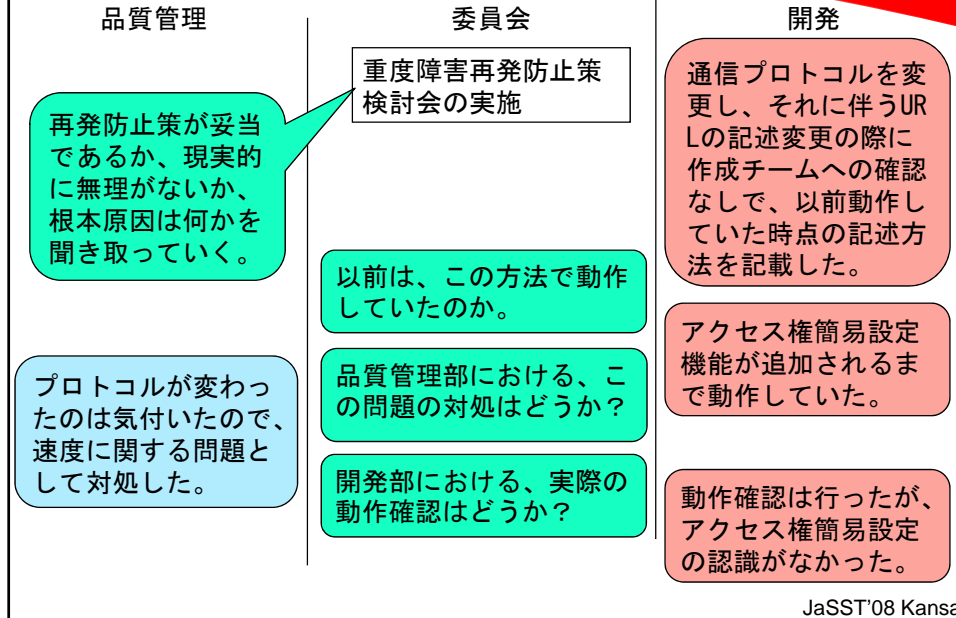 品質管理
委員会
開発
重度障害再発防止策
検討会の実施
再発防止策が妥当
であるか、現実的
に無理がないか、
根本原因は何かを
聞き取っていく。
通信プロトコルを変
更し、それに伴うUR
Lの記述変更の際に
作成チームへの確認
なしで、以前動作し
ていた時点の記述方
法を記載した。
以前は、この方法で動作
していたのか。
アクセス権簡易設定
機能が追加されるま
で動作していた。
品質管理部における、こ
の問題の対処はどうか?
プロトコルが変わっ
たのは気付いたので、
速度に関する問題と
して対処した。
開発部における、実際の
動作確認はどうか?
動作確認は行ったが、
アクセス権簡易設定
の認識がなかった。
JaSST'08 Kansa